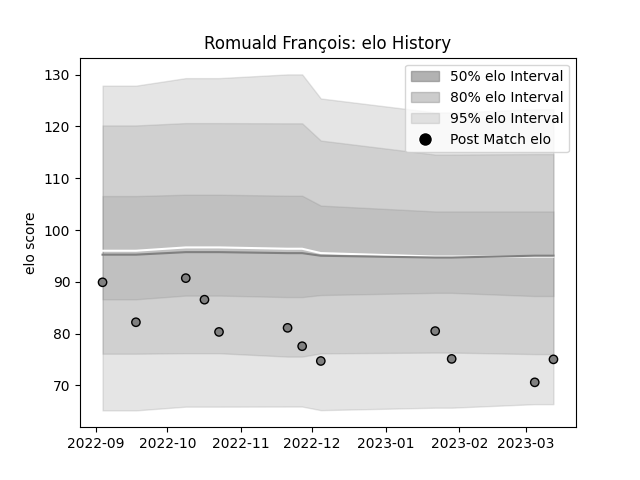 Romuald François: elo History
130
120
110
100
90
80
70
elo score
50% elo Interval
80% elo Interval
95% elo Interval
Post Match elo
2022-09
2022-10
2022-11
2022-12
2023-01
2023-02
2023-03